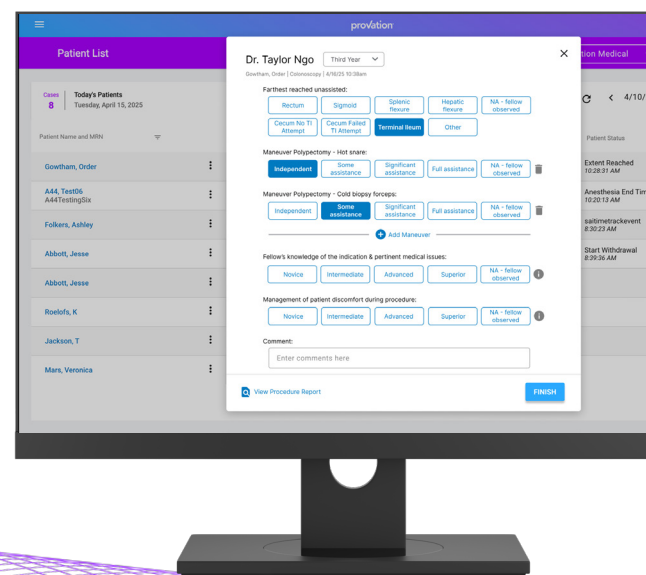 provation
Patient List
tion Medical
Cases
8
Today's Patients
Tuesday, April 15, 2025
4/10/
Patient Name and MRN
Patient Status
Gowtham, Order
A44, Test06
A44TestingSix
Folkers, Ashley
Abbott, Jesse
Abbott, Jesse
Roelofs, K
Jackson, T
Mars, Veronica
Extent Reached
10:28:31 AM
Anesthesia End Tim
10:20:13 AM
saitimetrackevent
8:30:23 AM
Start Withdrawal
8:39:36 AM
Dr. Taylor Ngo
Third Year
Gowtham, Order | Colonoscopy | 4/16/25 10:38am
Farthest reached unassisted:
Rectum
Sigmoid
Splenic
flexure
Hepatic
flexure
NA - fellow
observed
Cecum No TI
Attempt
Cecum Failed
TI Attempt
Terminal Ileum
Other
Maneuver Polypectomy - Hot snare:
Independent
Some
assistance
Significant
assistance
Full assistance
NA - fellow
observed
Maneuver Polypectomy - Cold biopsy forceps:
Independent
Some
assistance
Significant
assistance
Full assistance
NA - fellow
observed
Add Maneuver
Fellow's knowledge of the indication & pertinent medical issues:
Novice
Intermediate
Advanced
Superior
NA - fellow
observed
Management of patient discomfort during procedure:
Novice
Intermediate
Advanced
Superior
NA - fellow
observed
Comment:
Enter comments here
View Procedure Report
FINISH